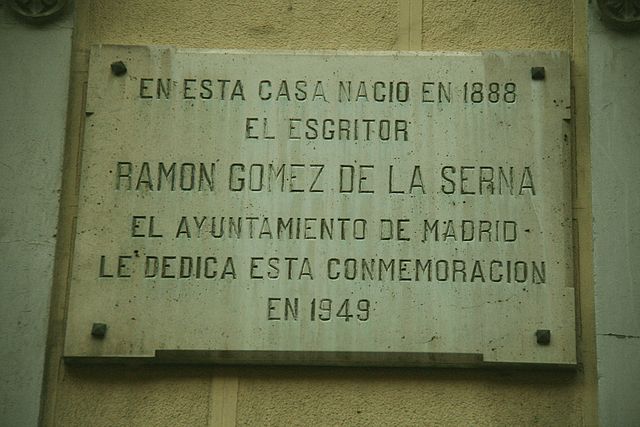 EN ESTA CASA NACIO EN 1888
EL ESCRITOR
RAMON GOMEZ DE LA SERNA
EL AYUNTAMIENTO DE MADRID
LE DEDICA ESTA CONMEMORACION
EN 1949